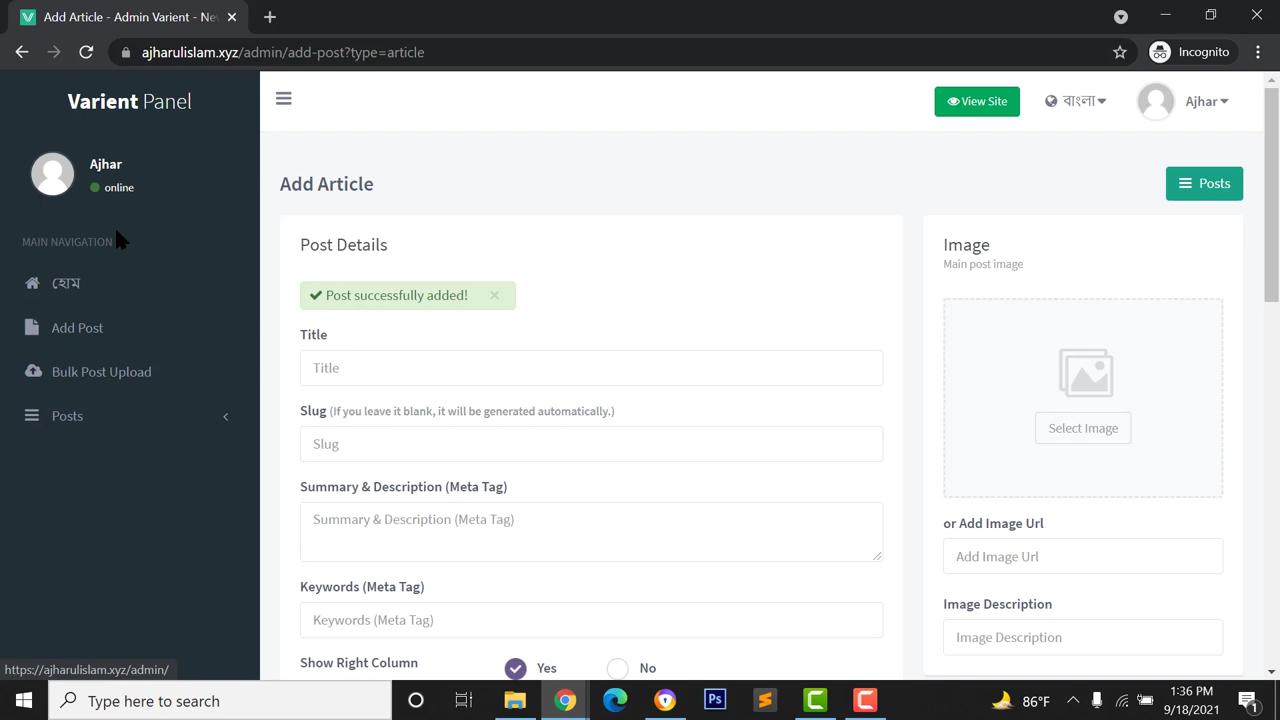 Add Article - Admin Varient - Ne
ajharulislam.xyz/admin/add-post?type=article
Incognito
Varient Panel
View Site
বাংলা
Ajhar
Ajhar
online
MAIN NAVIGATION
হোম
Add Post
Bulk Post Upload
Posts
Add Article
Posts
Post Details
Post successfully added!
Title
Title
Slug (If you leave it blank, it will be generated automatically.)
Slug
Summary & Description (Meta Tag)
Summary & Description (Meta Tag)
Keywords (Meta Tag)
Keywords (Meta Tag)
Show Right Column
Yes
No
Image
Main post image
Select Image
or Add Image Url
Add Image Url
Image Description
Image Description
https://ajharulislam.xyz/admin/
Type here to search
Ps
86°F
1:36 PM
9/18/2021
1